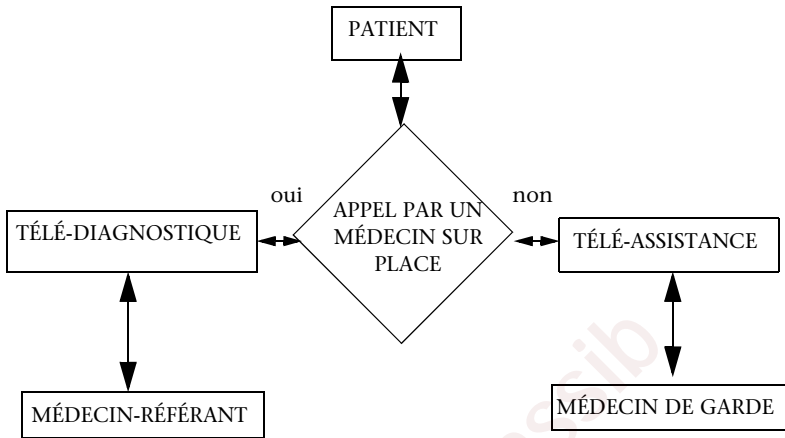 PATIENT
oui
non
APPEL PAR UN
MÉDECIN SUR
PLACE
TÉLÉ-DIAGNOSTIQUE
TÉLÉ-ASSISTANCE
MÉDECIN-RÉFÉRANT
MÉDECIN DE GARDE